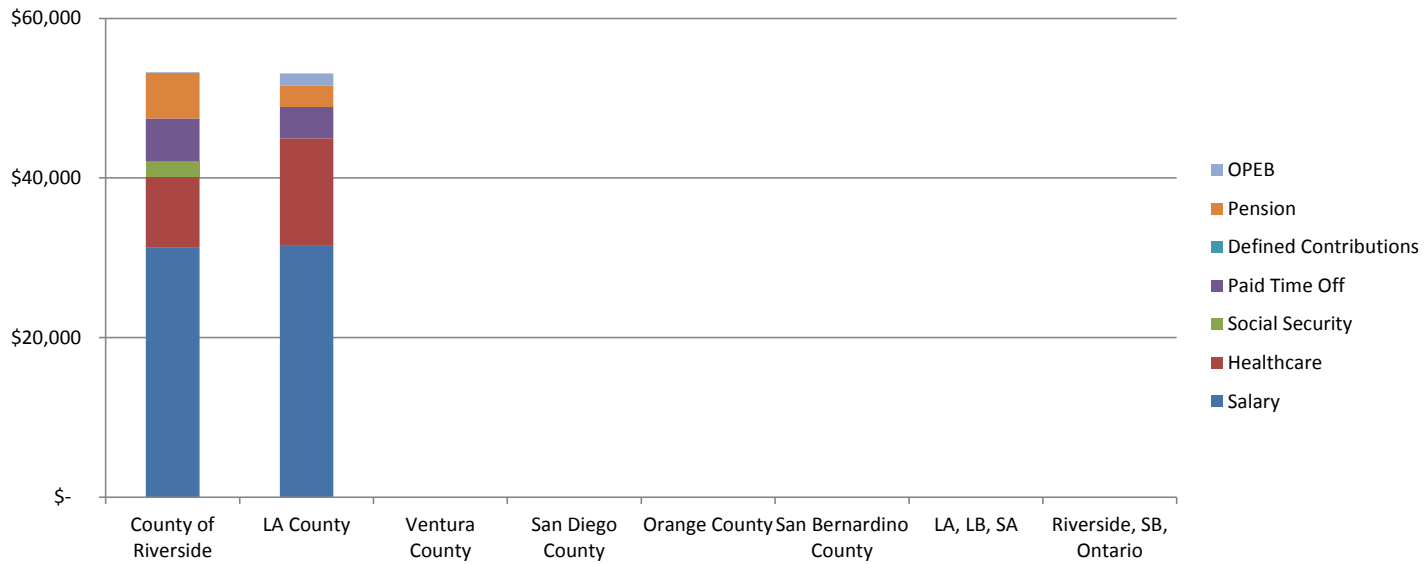 $60,000
$40,000
$20,000
$-
County of
Riverside
LA County
Ventura
County
San Diego
County
Orange County
San Bernardino
County
LA, LB, SA
Riverside, SB,
Ontario
OPEB
Pension
Defined Contributions
Paid Time Off
Social Security
Healthcare
Salary